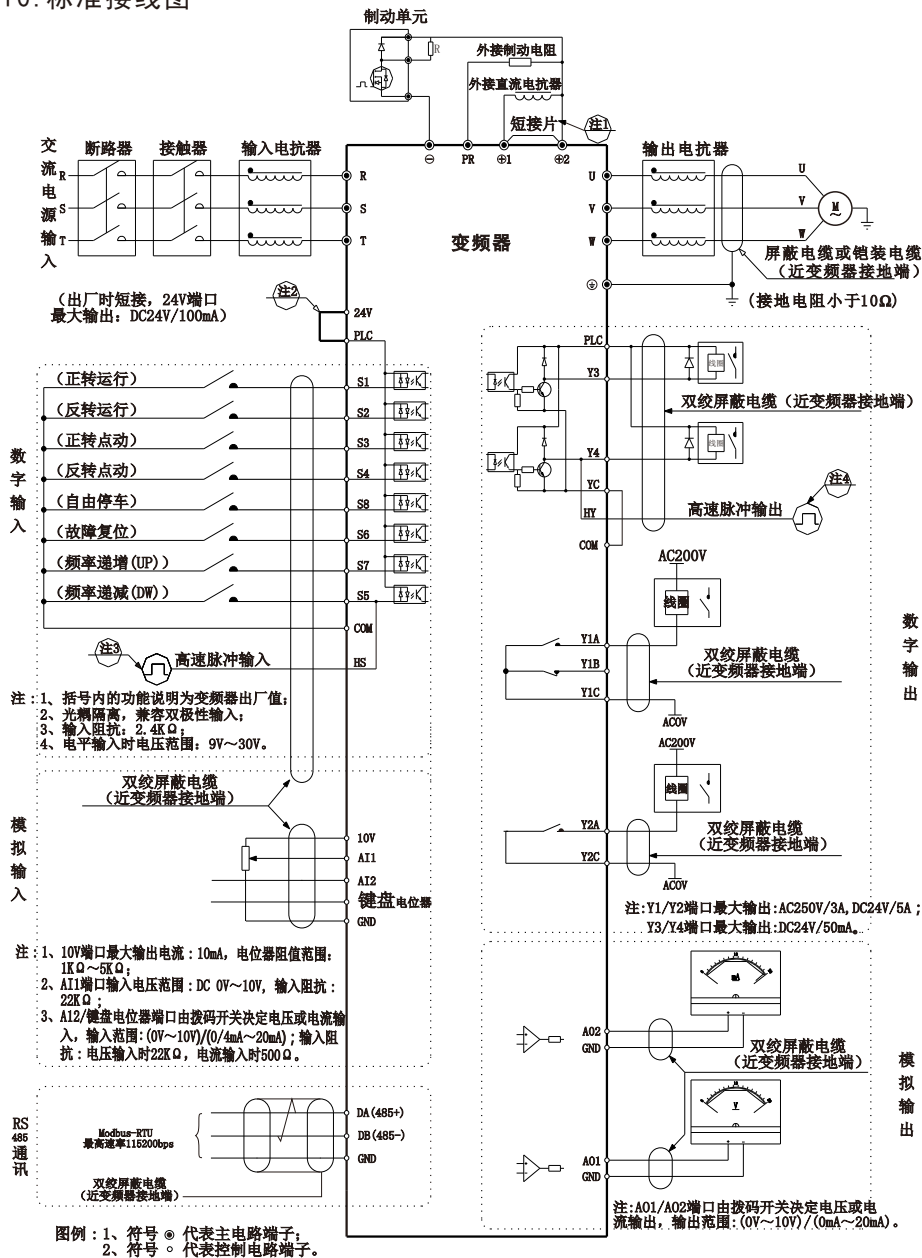 10.标准接线图
制动单元
R
外接制动电阻
外接直流电抗器
短接片
注1
⊖ PR ⊕1 ⊕2
交流电源输入
断路器 接触器 输入电抗器
R
S
T
R
S
T
变频器
输出电抗器
U
V
W
U
V
W
M
~
屏蔽电缆或铠装电缆
(近变频器接地端)
(接地电阻小于10Ω)
(出厂时短接, 24V端口
最大输出: DC24V/100mA)
注2
24V
PLC
数字输入
(正转运行) S1
(反转运行) S2
(正转点动) S3
(反转点动) S4
(自由停车) S8
(故障复位) S6
(频率递增(UP)) S7
(频率递减(DW)) S5
COM
注3
高速脉冲输入 HS
注:1、括号内的功能说明为变频器出厂值;
2、光耦隔离, 兼容双极性输入;
3、输入阻抗: 2.4KΩ;
4、电平输入时电压范围: 9V~30V。
双绞屏蔽电缆
(近变频器接地端)
模拟输入
10V
AI1
AI2
键盘电位器
GND
注:1、10V端口最大输出电流:10mA, 电位器阻值范围:
1KΩ~5KΩ;
2、AI1端口输入电压范围:DC 0V~10V, 输入阻抗:
22KΩ;
3、A12/键盘电位器端口由拨码开关决定电压或电流输
入, 输入范围:(0V~10V)/(0/4mA~20mA);输入阻
抗:电压输入时22KΩ, 电流输入时500Ω。
RS
485
通
讯
Modbus-RTU
最高速率115200bps
DA(485+)
DB(485-)
GND
双绞屏蔽电缆
(近变频器接地端)
图例:1、符号 ◉ 代表主电路端子;
2、符号 ○ 代表控制电路端子。
PLC
Y3
线圈
双绞屏蔽电缆(近变频器接地端)
Y4
线圈
YC
HY
高速脉冲输出
注4
COM
数字输出
AC200V
线圈
Y1A
Y1B
Y1C
双绞屏蔽电缆
(近变频器接地端)
AC0V
AC200V
线圈
Y2A
Y2C
双绞屏蔽电缆
(近变频器接地端)
AC0V
注:Y1/Y2端口最大输出:AC250V/3A,DC24V/5A;
Y3/Y4端口最大输出:DC24V/50mA。
模拟输出
mA
AO2
GND
双绞屏蔽电缆
(近变频器接地端)
V
AO1
GND
注:AO1/AO2端口由拨码开关决定电压或电
流输出, 输出范围:(0V~10V)/(0mA~20mA)。